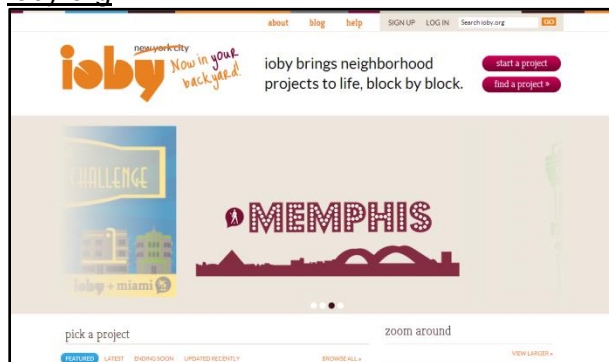 ioby.org
about blog help SIGN UP LOG IN Search ioby.org GO
new york city
ioby Now in your backyard!
ioby brings neighborhood
projects to life, block by block.
start a project
find a project »
CHALLENGE
MEMPHIS
ioby + miami
pick a project
zoom around
FEATURED LATEST ENDING SOON UPDATED RECENTLY BROWSE ALL »
VIEW LARGER »